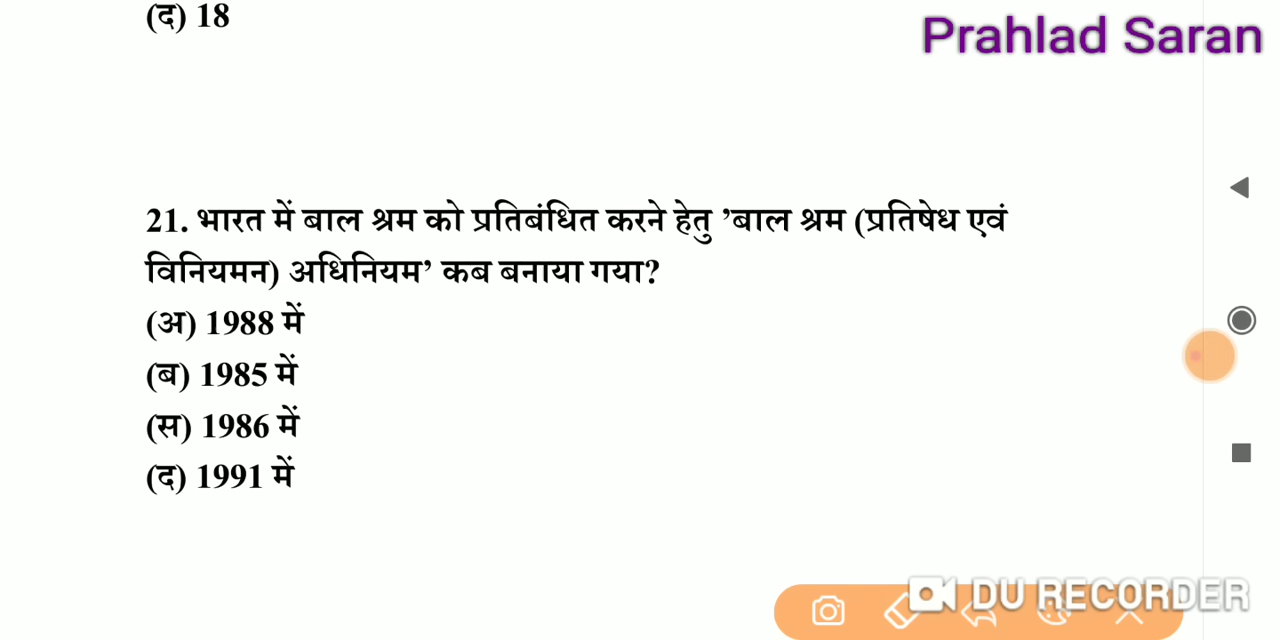 (द) 18
Prahlad Saran
21. भारत में बाल श्रम को प्रतिबंधित करने हेतु ’बाल श्रम (प्रतिषेध एवं
विनियमन) अधिनियम’ कब बनाया गया?
(अ) 1988 में
(ब) 1985 में
(स) 1986 में
(द) 1991 में
DU RECORDER